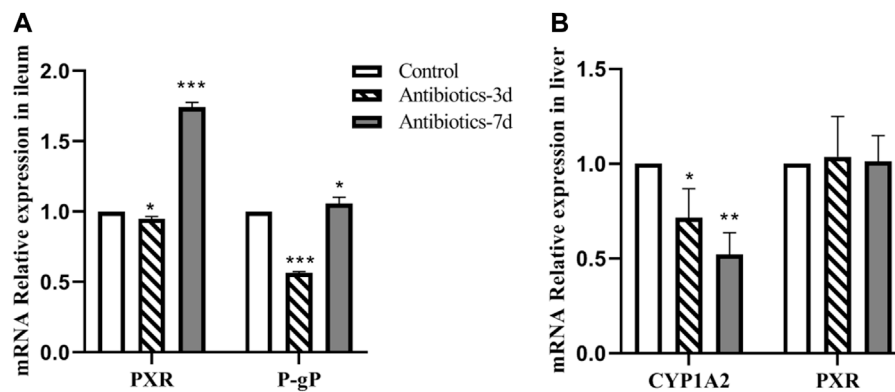 A
mRNA Relative expression in ileum
2.0
1.5
1.0
0.5
0.0
***
*
***
*
PXR
P-gP
Control
Antibiotics-3d
Antibiotics-7d
B
mRNA Relative expression in liver
1.5
1.0
0.5
0.0
*
**
CYP1A2
PXR